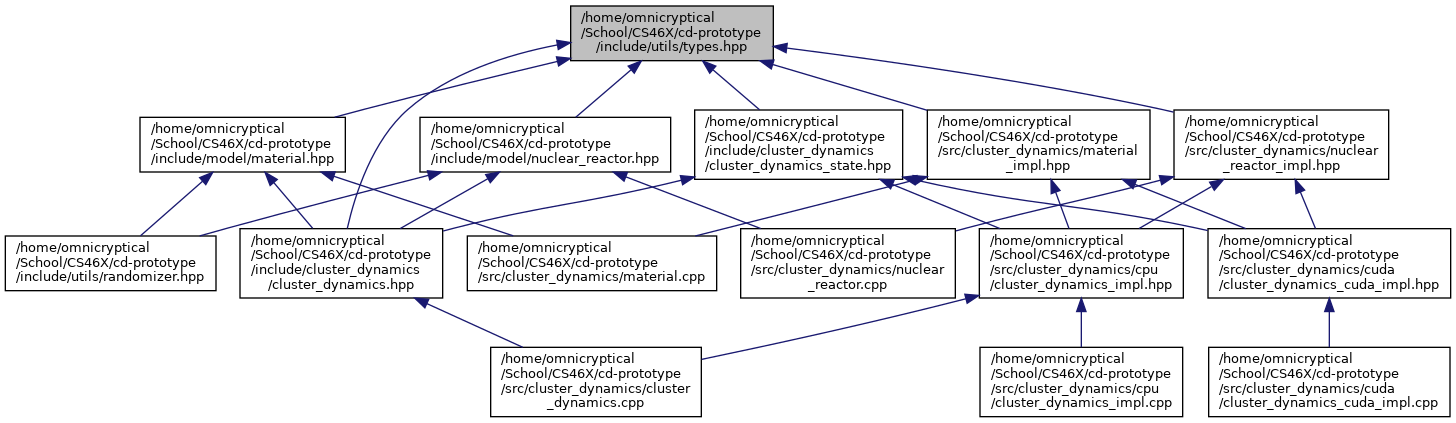 /home/omnicryptical
/School/CS46X/cd-prototype
/include/utils/types.hpp
/home/omnicryptical
/School/CS46X/cd-prototype
/include/model/material.hpp
/home/omnicryptical
/School/CS46X/cd-prototype
/include/model/nuclear_reactor.hpp
/home/omnicryptical
/School/CS46X/cd-prototype
/include/cluster_dynamics
/cluster_dynamics_state.hpp
/home/omnicryptical
/School/CS46X/cd-prototype
/src/cluster_dynamics/material
_impl.hpp
/home/omnicryptical
/School/CS46X/cd-prototype
/src/cluster_dynamics/nuclear
_reactor_impl.hpp
/home/omnicryptical
/School/CS46X/cd-prototype
/include/utils/randomizer.hpp
/home/omnicryptical
/School/CS46X/cd-prototype
/include/cluster_dynamics
/cluster_dynamics.hpp
/home/omnicryptical
/School/CS46X/cd-prototype
/src/cluster_dynamics/material.cpp
/home/omnicryptical
/School/CS46X/cd-prototype
/src/cluster_dynamics/nuclear
_reactor.cpp
/home/omnicryptical
/School/CS46X/cd-prototype
/src/cluster_dynamics/cpu
/cluster_dynamics_impl.hpp
/home/omnicryptical
/School/CS46X/cd-prototype
/src/cluster_dynamics/cuda
/cluster_dynamics_cuda_impl.hpp
/home/omnicryptical
/School/CS46X/cd-prototype
/src/cluster_dynamics/cluster
_dynamics.cpp
/home/omnicryptical
/School/CS46X/cd-prototype
/src/cluster_dynamics/cpu
/cluster_dynamics_impl.cpp
/home/omnicryptical
/School/CS46X/cd-prototype
/src/cluster_dynamics/cuda
/cluster_dynamics_cuda_impl.cpp